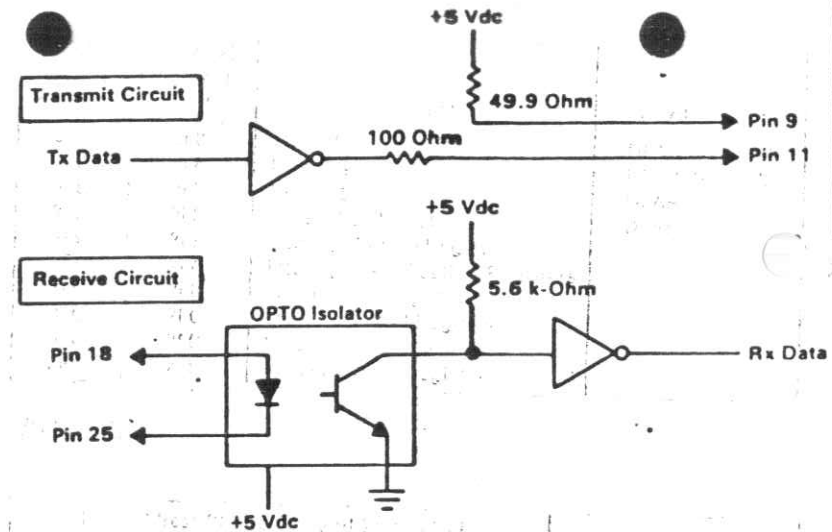 +5 Vdc
Transmit Circuit
49.9 Ohm
Pin 9
100 Ohm
Tx Data
Pin 11
+5 Vdc
Receive Circuit
5.6 k-Ohm
OPTO Isolator
Pin 18
Rx Data
Pin 25
+5 Vdc